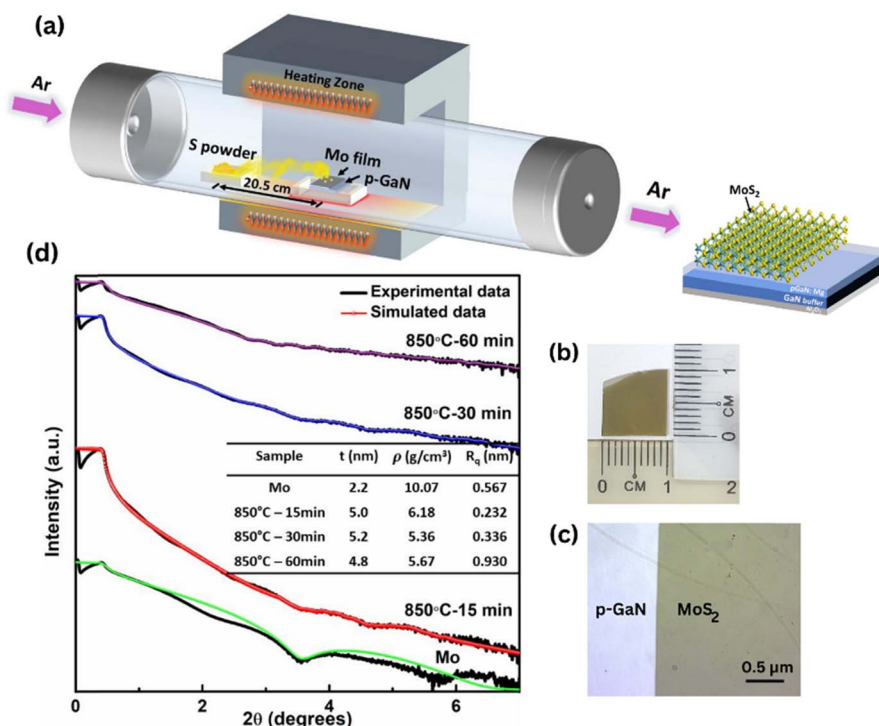 (a)
Ar
Heating Zone
S powder
Mo film
p-GaN
20.5 cm
Ar
MoS₂
pGaN: Mg
GaN buffer
Al₂O₃
(d)
Experimental data
Simulated data
850°C-60 min
850°C-30 min
Sample t (nm) ρ (g/cm³) Rq (nm)
Mo 2.2 10.07 0.567
850°C – 15min 5.0 6.18 0.232
850°C – 30min 5.2 5.36 0.336
850°C – 60min 4.8 5.67 0.930
850°C-15 min
Mo
Intensity (a.u.)
0 2 4 6
2θ (degrees)
(b)
1
CM
0
0 1 2
CM
(c)
p-GaN
MoS₂
0.5 μm